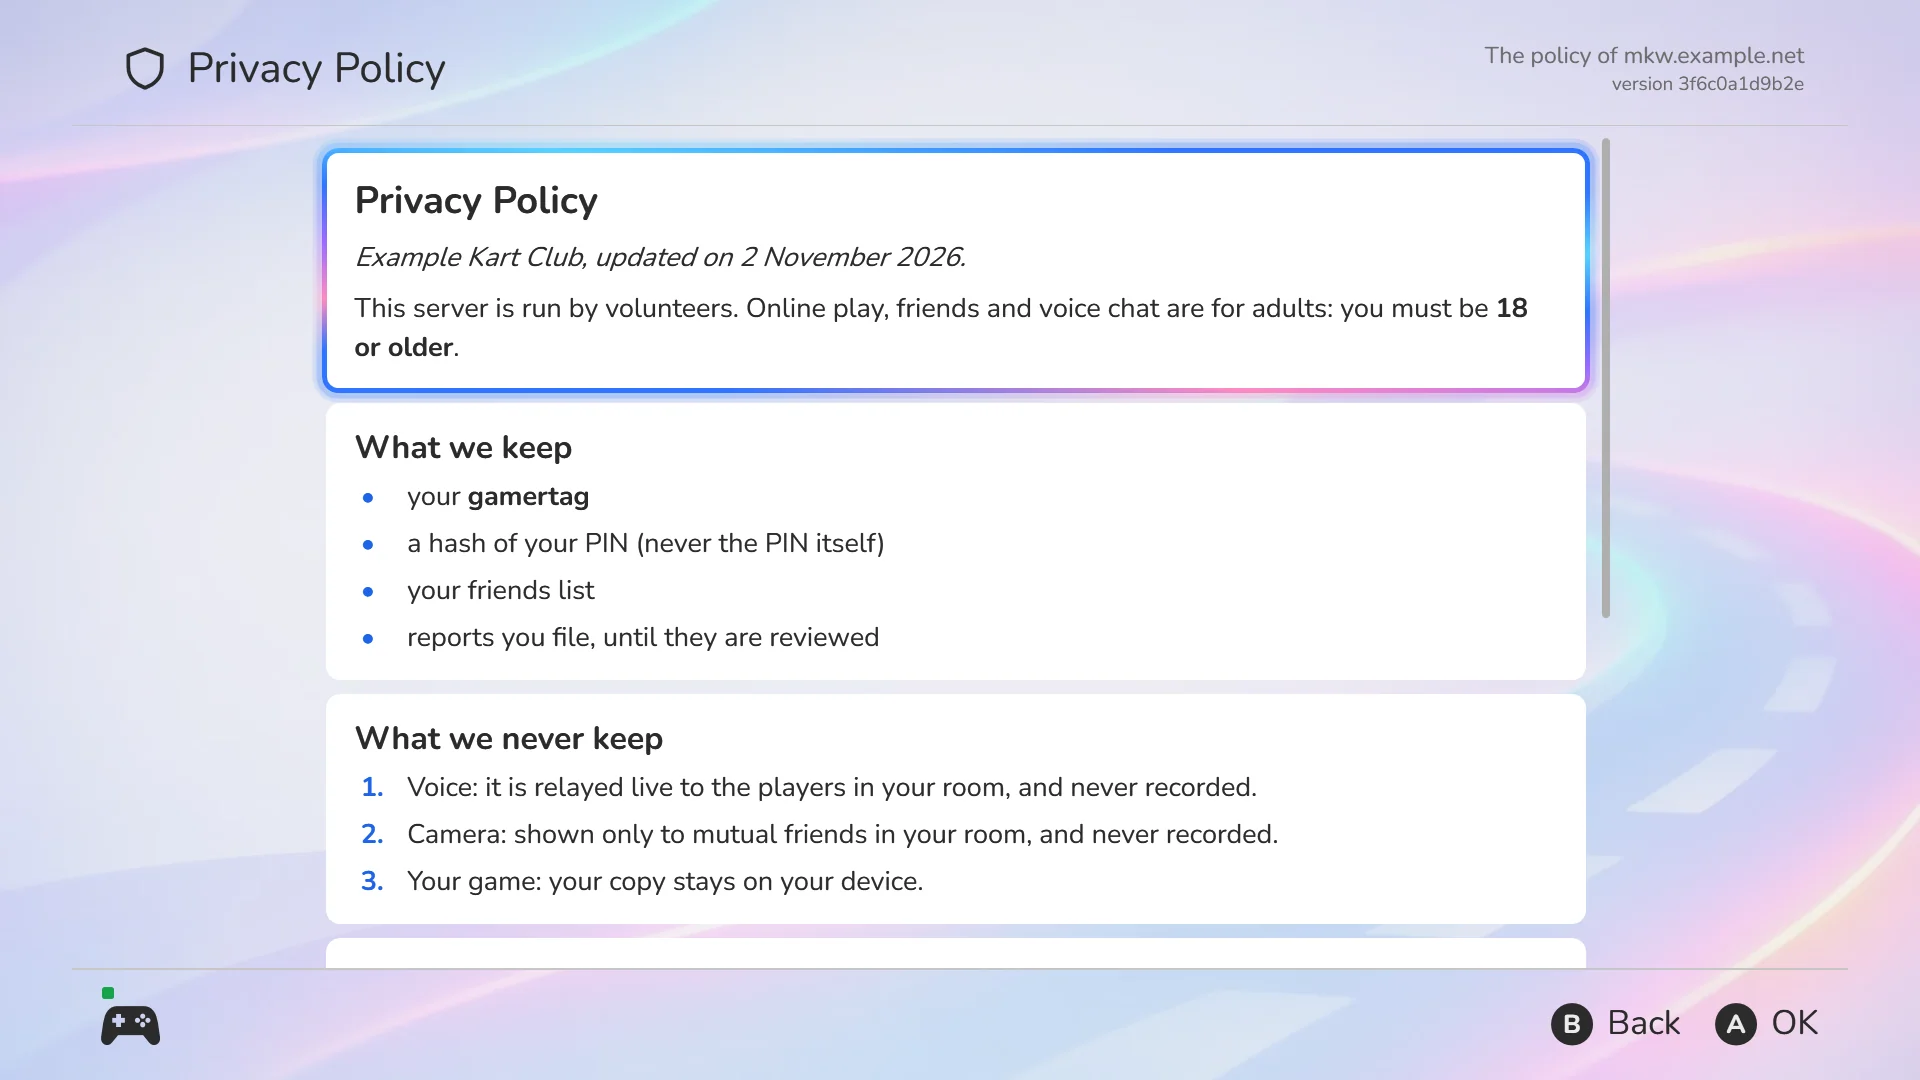 Privacy Policy
The policy of mkw.example.net
version 3f6c0a1d9b2e
Privacy Policy
Example Kart Club, updated on 2 November 2026.
This server is run by volunteers. Online play, friends and voice chat are for adults: you must be 18
or older.
What we keep
• your gamertag
• a hash of your PIN (never the PIN itself)
• your friends list
• reports you file, until they are reviewed
What we never keep
1. Voice: it is relayed live to the players in your room, and never recorded.
2. Camera: shown only to mutual friends in your room, and never recorded.
3. Your game: your copy stays on your device.
B Back A OK